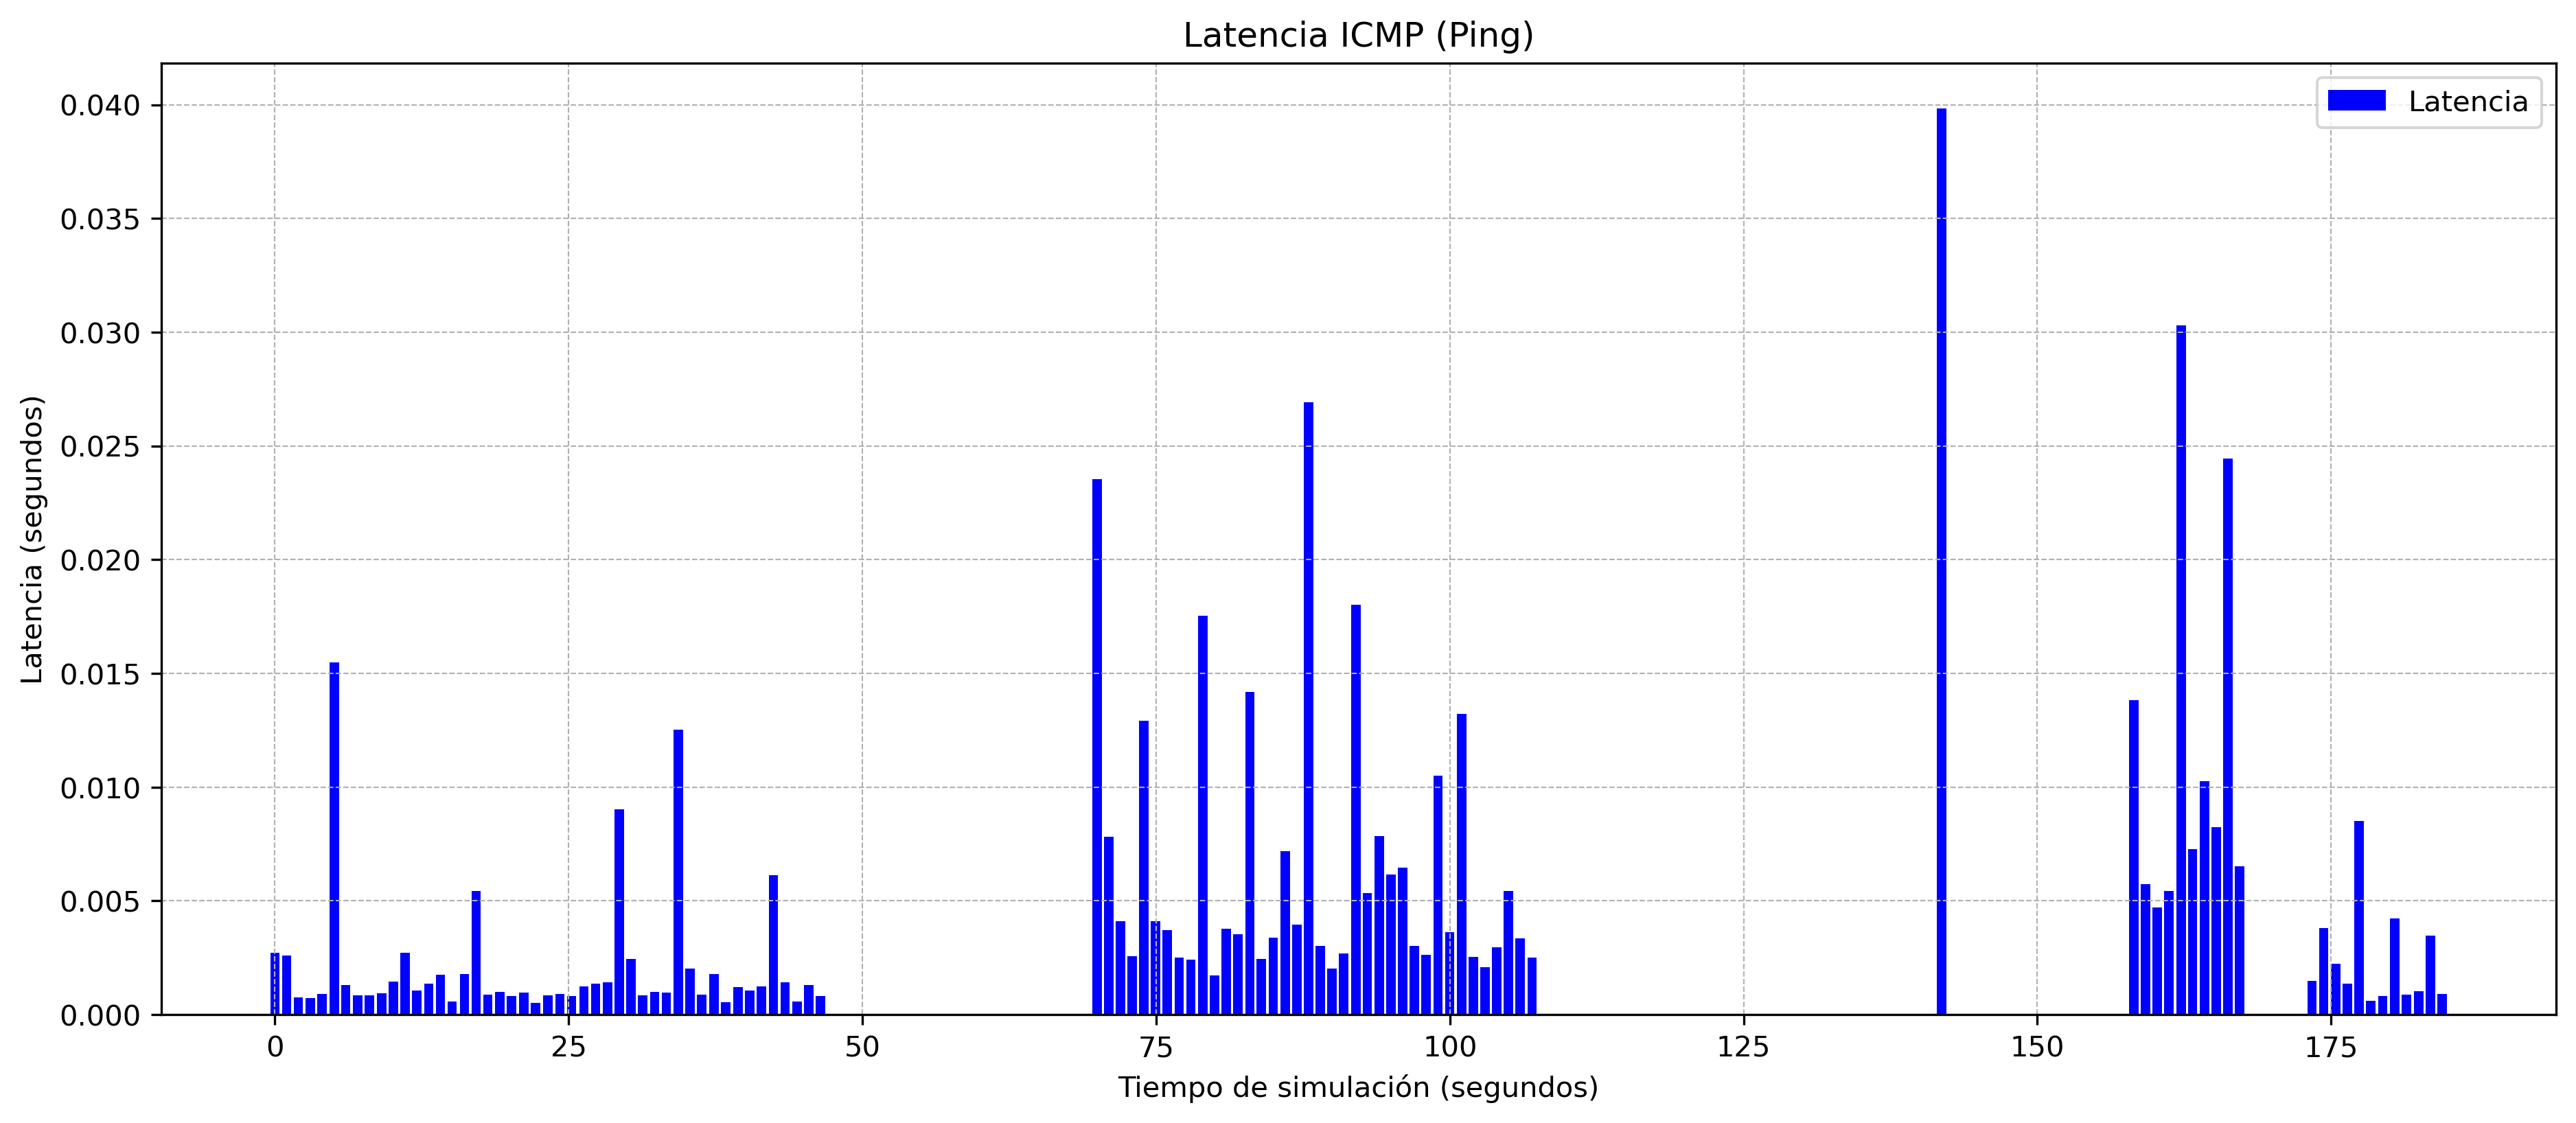 Latencia ICMP (Ping)
Latencia
0.040
0.035
0.030
0.025
0.020
0.015
0.010
0.005
0.000
Latencia (segundos)
0 25 50 75 100 125 150 175
Tiempo de simulación (segundos)